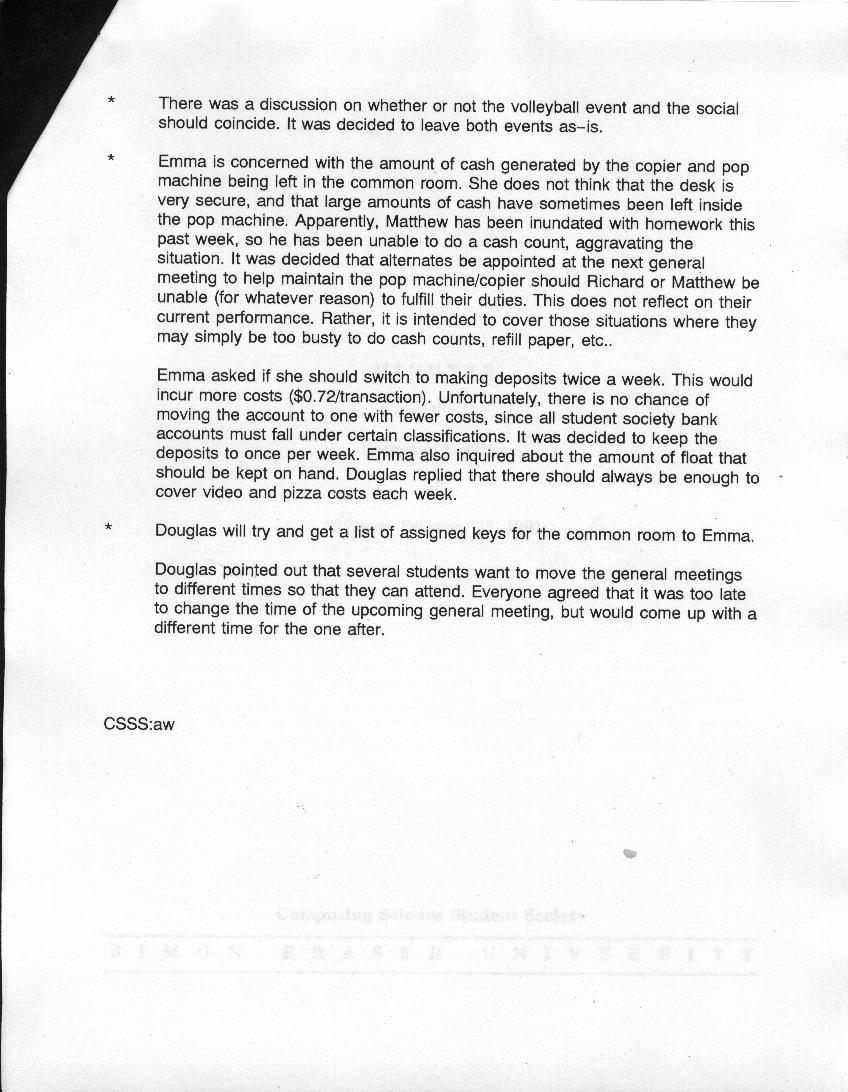 * There was a discussion on whether or not the volleyball event and the social
should coincide. It was decided to leave both events as–is.
* Emma is concerned with the amount of cash generated by the copier and pop
machine being left in the common room. She does not think that the desk is
very secure, and that large amounts of cash have sometimes been left inside
the pop machine. Apparently, Matthew has been inundated with homework this
past week, so he has been unable to do a cash count, aggravating the
situation. It was decided that alternates be appointed at the next general
meeting to help maintain the pop machine/copier should Richard or Matthew be
unable (for whatever reason) to fulfill their duties. This does not reflect on their
current performance. Rather, it is intended to cover those situations where they
may simply be too busty to do cash counts, refill paper, etc..
Emma asked if she should switch to making deposits twice a week. This would
incur more costs ($0.72/transaction). Unfortunately, there is no chance of
moving the account to one with fewer costs, since all student society bank
accounts must fall under certain classifications. It was decided to keep the
deposits to once per week. Emma also inquired about the amount of float that
should be kept on hand. Douglas replied that there should always be enough to
cover video and pizza costs each week.
* Douglas will try and get a list of assigned keys for the common room to Emma.
Douglas pointed out that several students want to move the general meetings
to different times so that they can attend. Everyone agreed that it was too late
to change the time of the upcoming general meeting, but would come up with a
different time for the one after.
CSSS:aw
Computing Science Student Society
SIMON FRASER UNIVERSITY